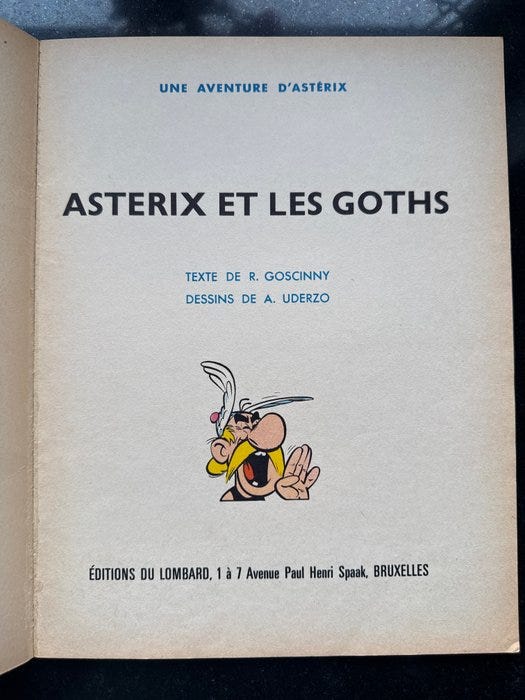 UNE AVENTURE D'ASTÉRIX
ASTERIX ET LES GOTHS
TEXTE DE R. GOSCINNY
DESSINS DE A. UDERZO
ÉDITIONS DU LOMBARD, 1 à 7 Avenue Paul Henri Spaak, BRUXELLES